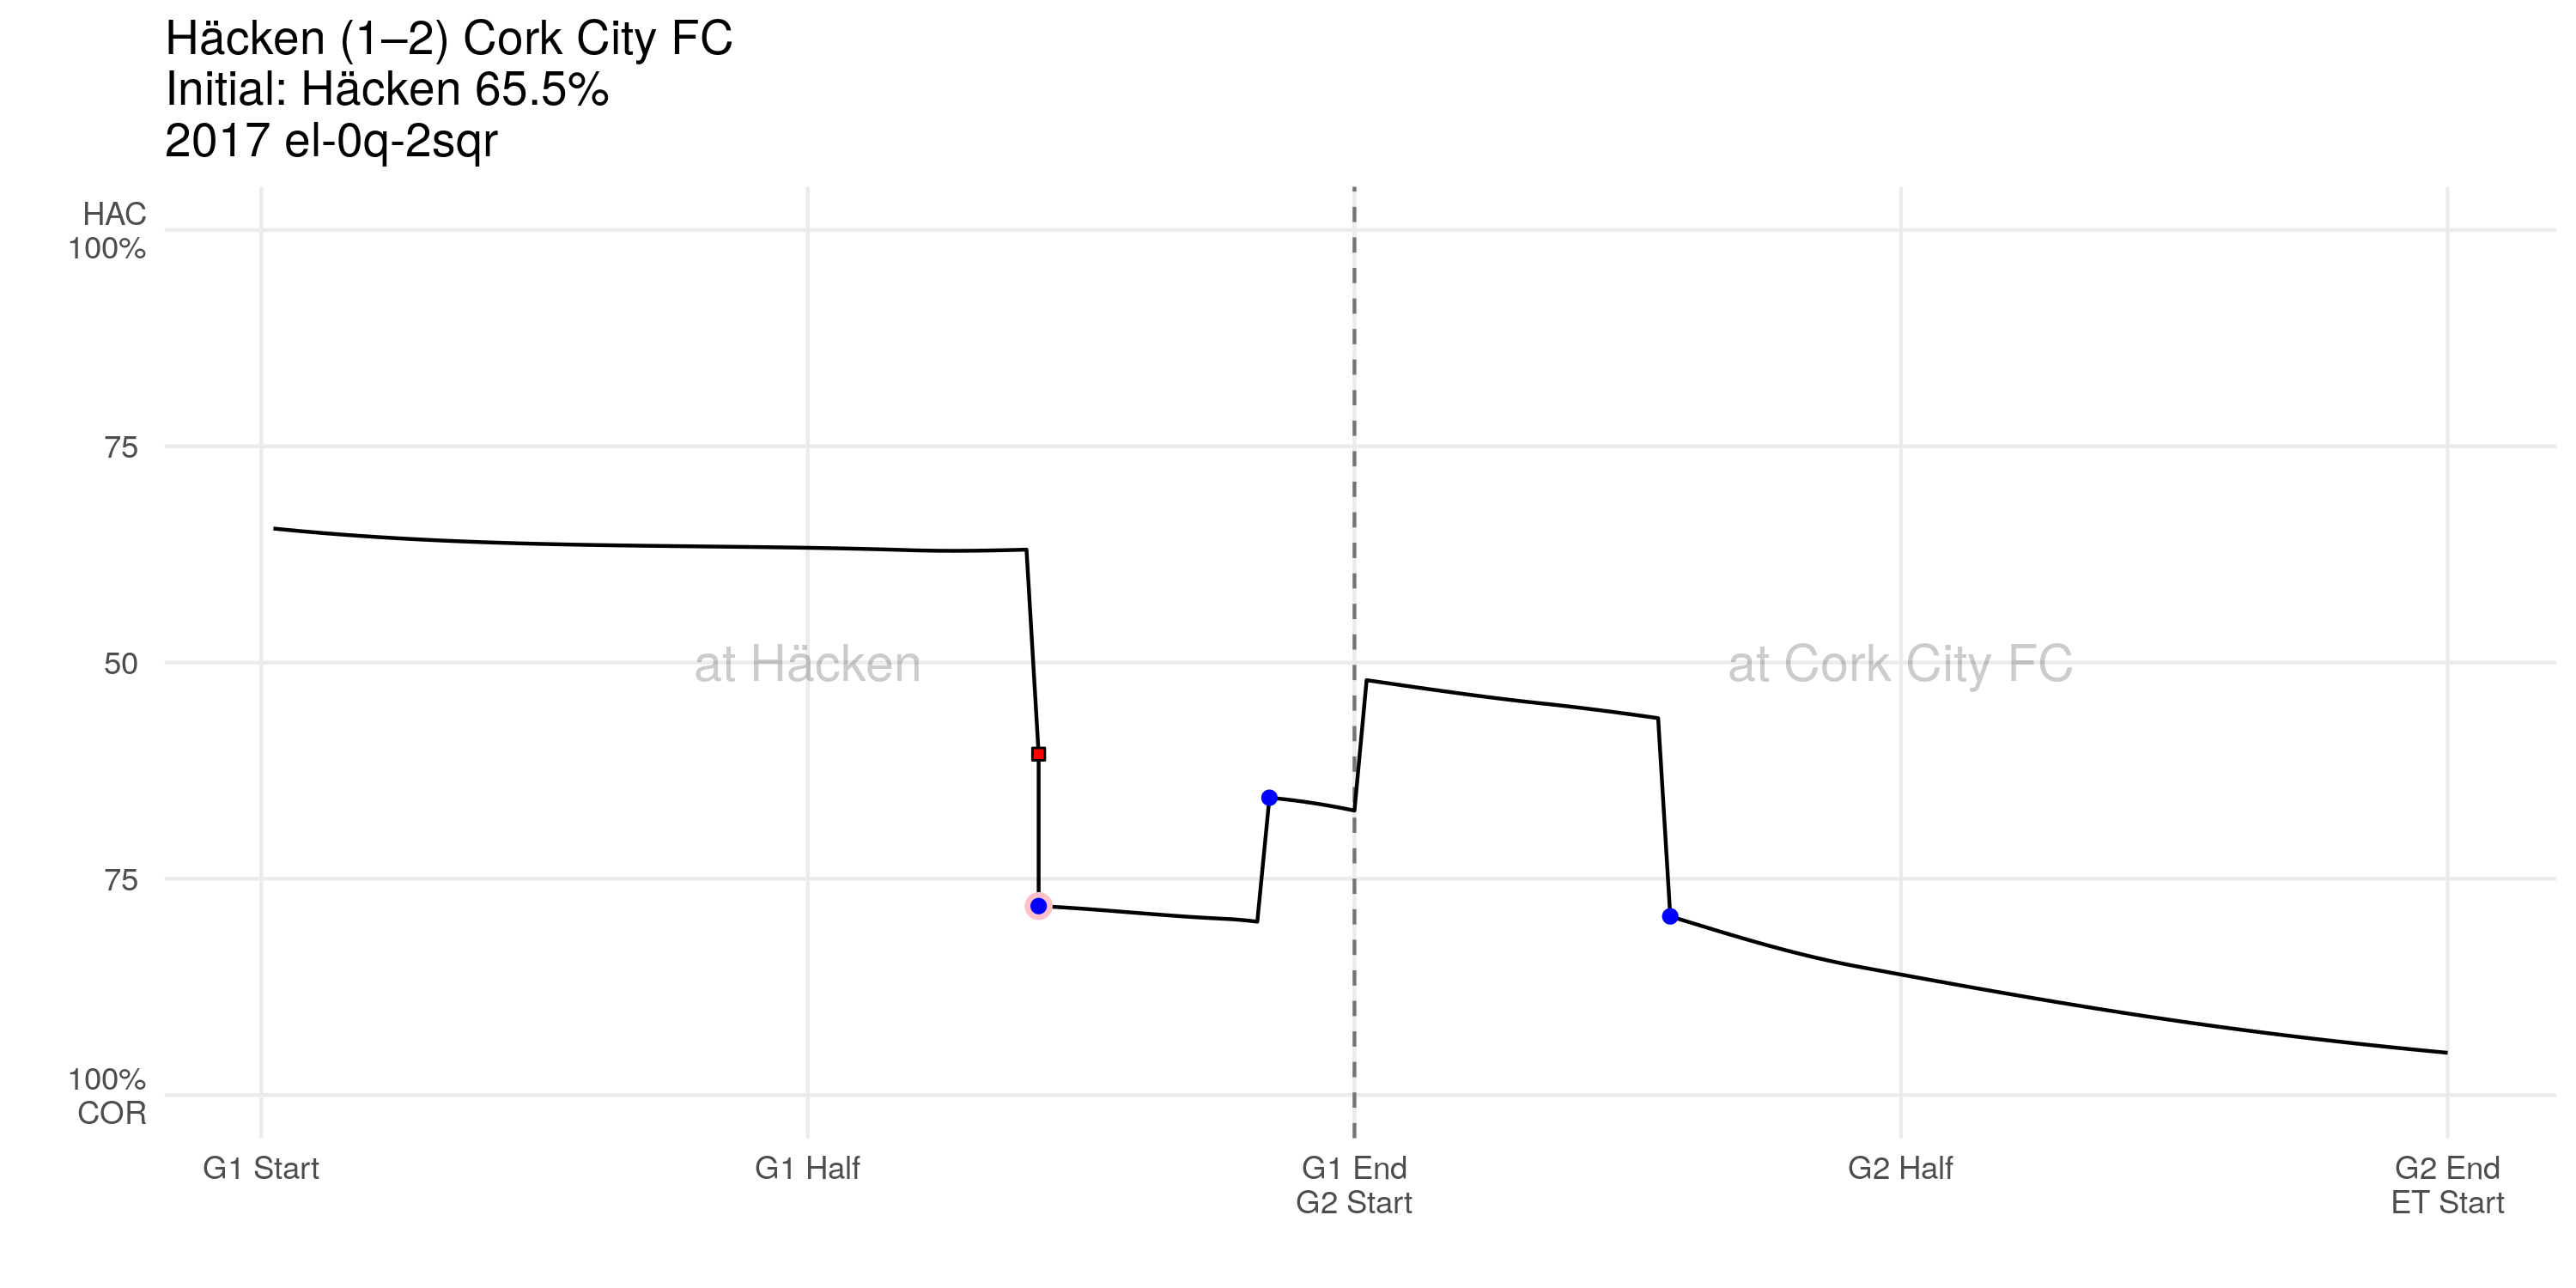 Häcken (1–2) Cork City FC
Initial: Häcken 65.5%
2017 el-0q-2sqr
HAC
100%
75
50
75
100%
COR
at Häcken
at Cork City FC
G1 Start
G1 Half
G1 End
G2 Start
G2 Half
G2 End
ET Start